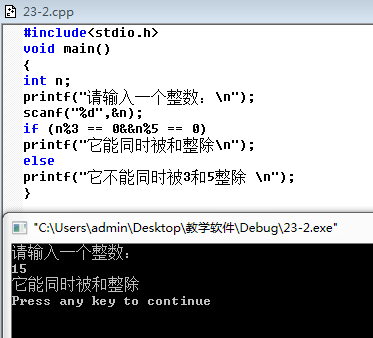 23-2.cpp
#include<stdio.h>
void main()
{
int n;
printf("请输入一个整数：\n");
scanf("%d",&n);
if (n%3 == 0&&n%5 == 0)
printf("它能同时被和整除\n");
else
printf("它不能同时被3和5整除 \n");
}
"C:\Users\admin\Desktop\教学软件\Debug\23-2.exe"
请输入一个整数：
15
它能同时被和整除
Press any key to continue